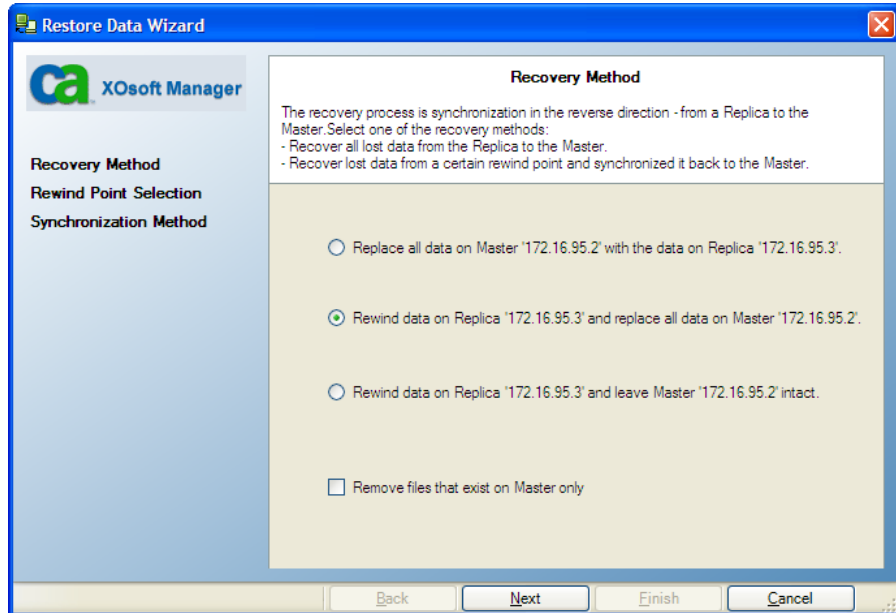 Restore Data Wizard
ca
XOsoft Manager
Recovery Method
Rewind Point Selection
Synchronization Method
Recovery Method
The recovery process is synchronization in the reverse direction - from a Replica to the
Master.Select one of the recovery methods:
- Recover all lost data from the Replica to the Master.
- Recover lost data from a certain rewind point and synchronized it back to the Master.
Replace all data on Master '172.16.95.2' with the data on Replica '172.16.95.3'.
Rewind data on Replica '172.16.95.3' and replace all data on Master '172.16.95.2'.
Rewind data on Replica '172.16.95.3' and leave Master '172.16.95.2' intact.
Remove files that exist on Master only
Back
Next
Finish
Cancel